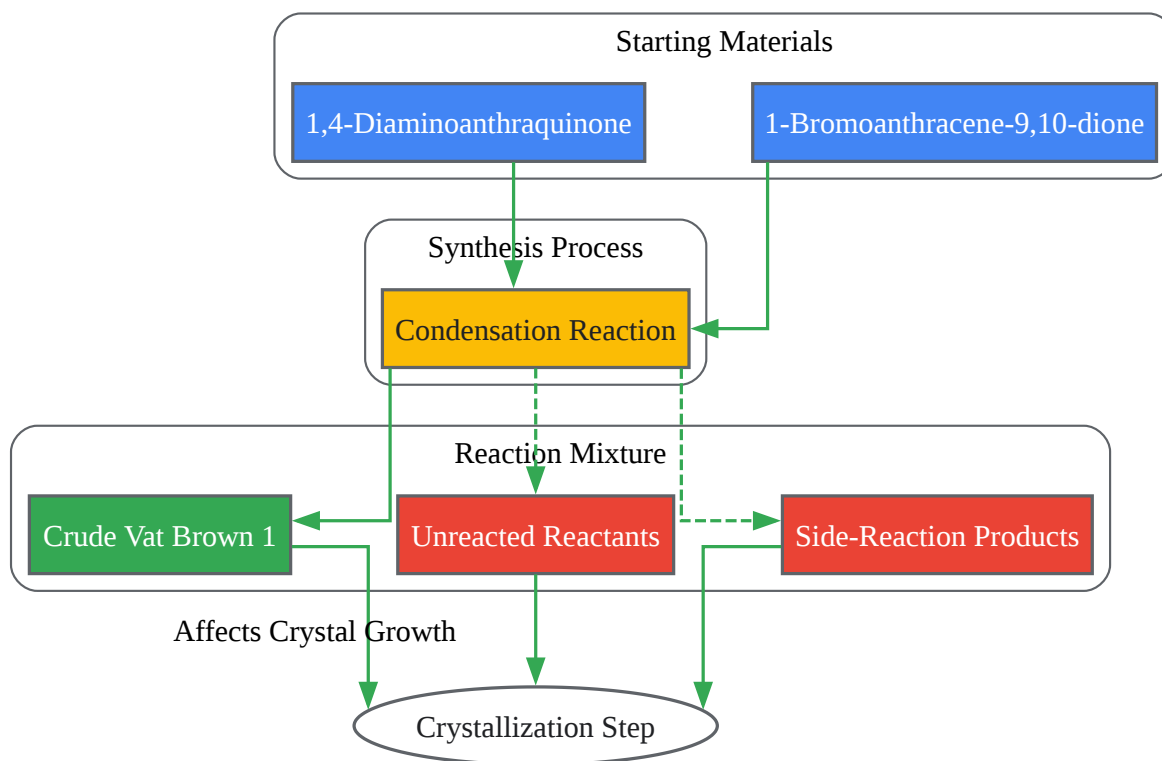 Starting Materials
1,4-Diaminoanthraquinone
1-Bromoanthracene-9,10-dione
Synthesis Process
Condensation Reaction
Reaction Mixture
Crude Vat Brown 1
Unreacted Reactants
Side-Reaction Products
Affects Crystal Growth
Crystallization Step